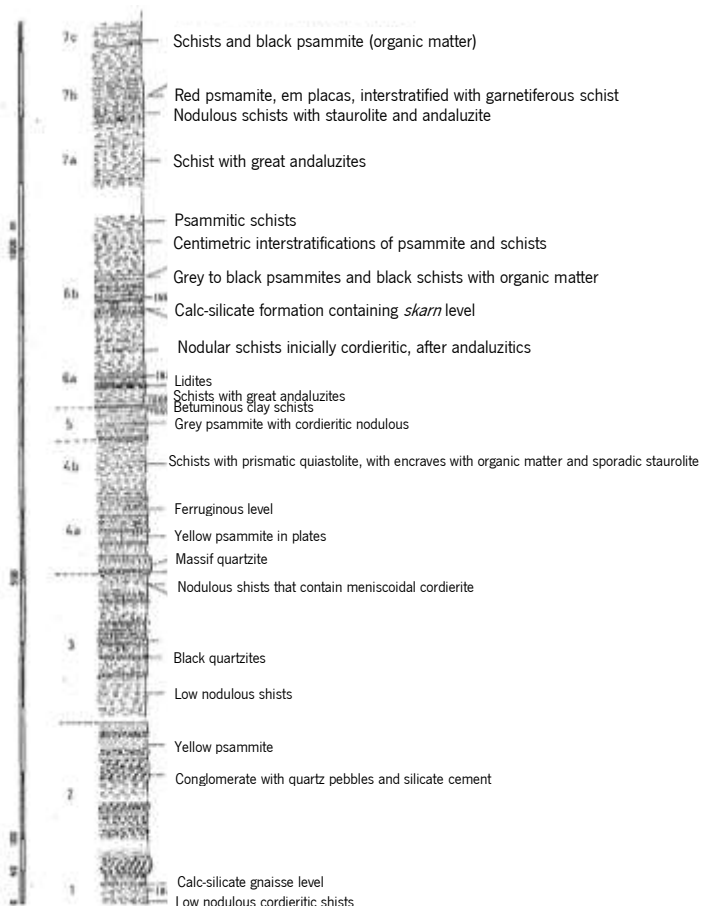 7c
Schists and black psammite (organic matter)
7b
Red psmamite, em placas, interstratified with garnetiferous schist
Nodulous schists with staurolite and andaluzite
7a
Schist with great andaluzites
Psammitic schists
Centimetric interstratifications of psammite and schists
Grey to black psammites and black schists with organic matter
6b
Calc-silicate formation containing skarn level
Nodular schists inicially cordieritic, after andaluzitics
6a
Lidites
Schists with great andaluzites
Betuminous clay schists
5
Grey psammite with cordieritic nodulous
4b
Schists with prismatic quiastolite, with encraves with organic matter and sporadic staurolite
Ferruginous level
4a
Yellow psammite in plates
Massif quartzite
Nodulous shists that contain meniscoidal cordierite
3
Black quartzites
Low nodulous shists
Yellow psammite
Conglomerate with quartz pebbles and silicate cement
2
Calc-silicate gnaisse level
1
Low nodulous cordieritic shists